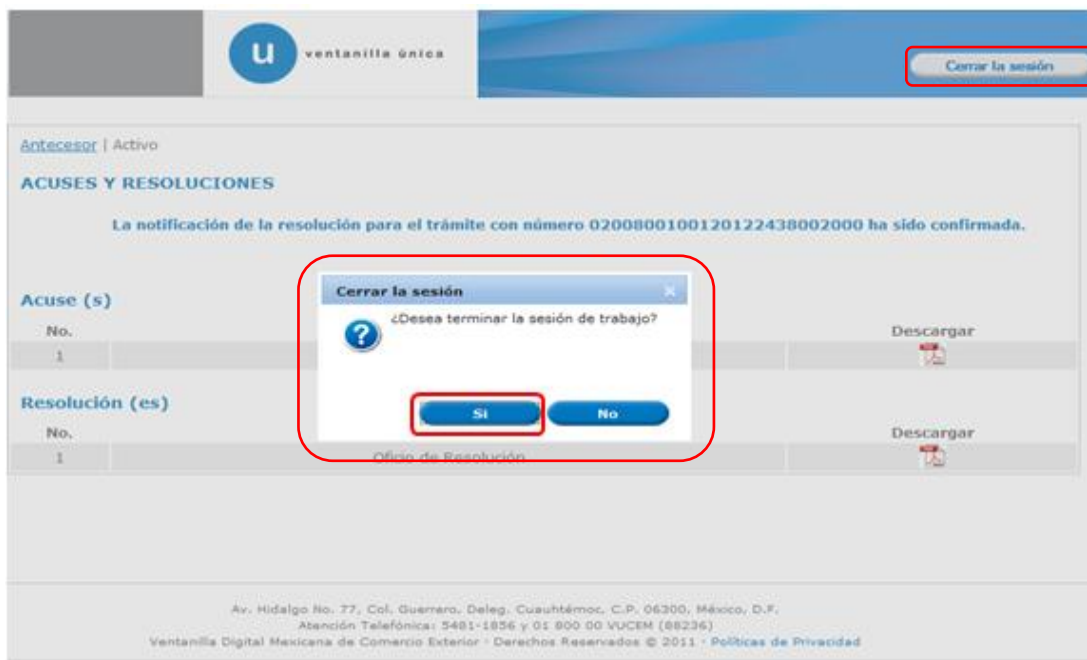 u ventanilla única
Cerrar la sesión
Antecesor | Activo
ACUSES Y RESOLUCIONES
La notificación de la resolución para el trámite con número 0200800100120122438002000 ha sido confirmada.
Cerrar la sesión
¿Desea terminar la sesión de trabajo?
Si No
Acuse (s)
No. Descargar
1
Resolución (es)
No. Descargar
1 Oficio de Resolución
Av. Hidalgo No. 77, Col. Guerrero, Deleg. Cuauhtémoc, C.P. 06300, México, D.F.
Atención Telefónica: 5481-1856 y 01 800 00 VUCEM (88236)
Ventanilla Digital Mexicana de Comercio Exterior · Derechos Reservados © 2011 · Políticas de Privacidad